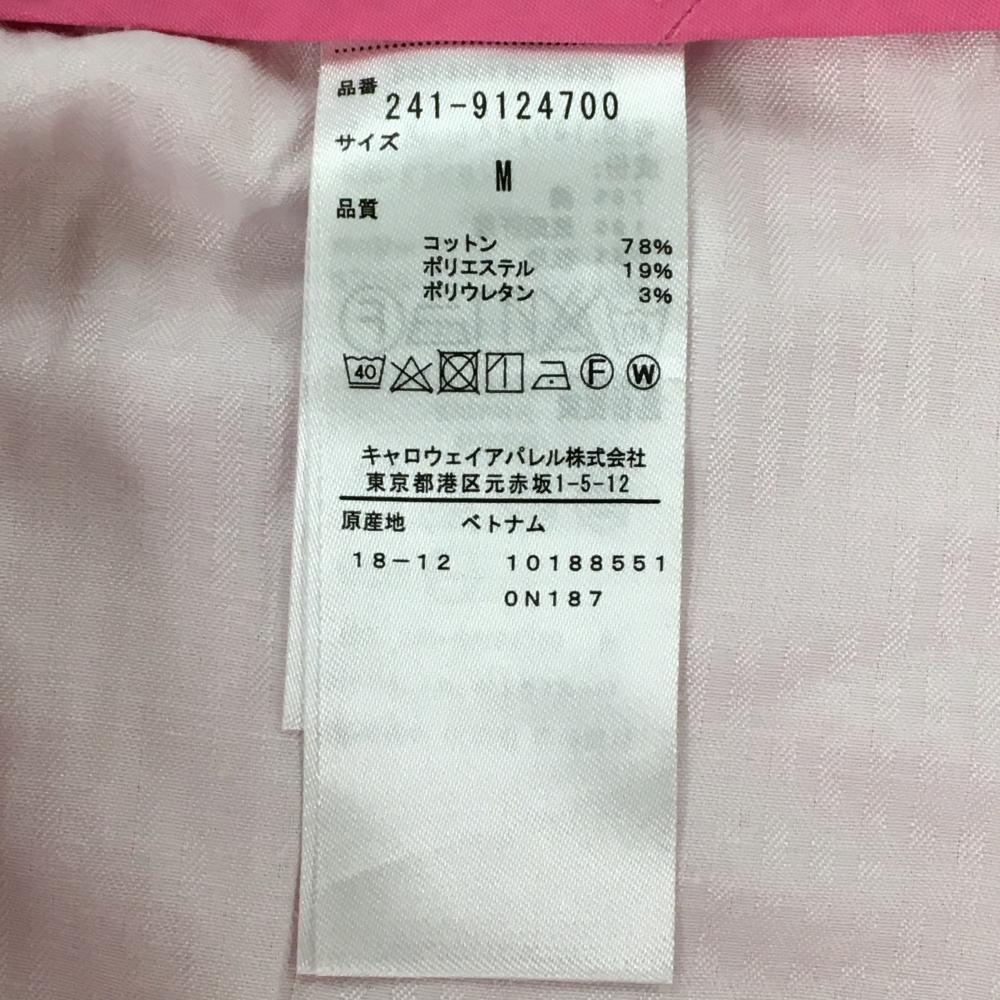 品番
241-9124700
サイズ
M
品質
コットン 78%
ポリエステル 19%
ポリウレタン 3%
40 F W
キャロウェイアパレル株式会社
東京都港区元赤坂1-5-12
原産地 ベトナム
18-12 10188551
0N187